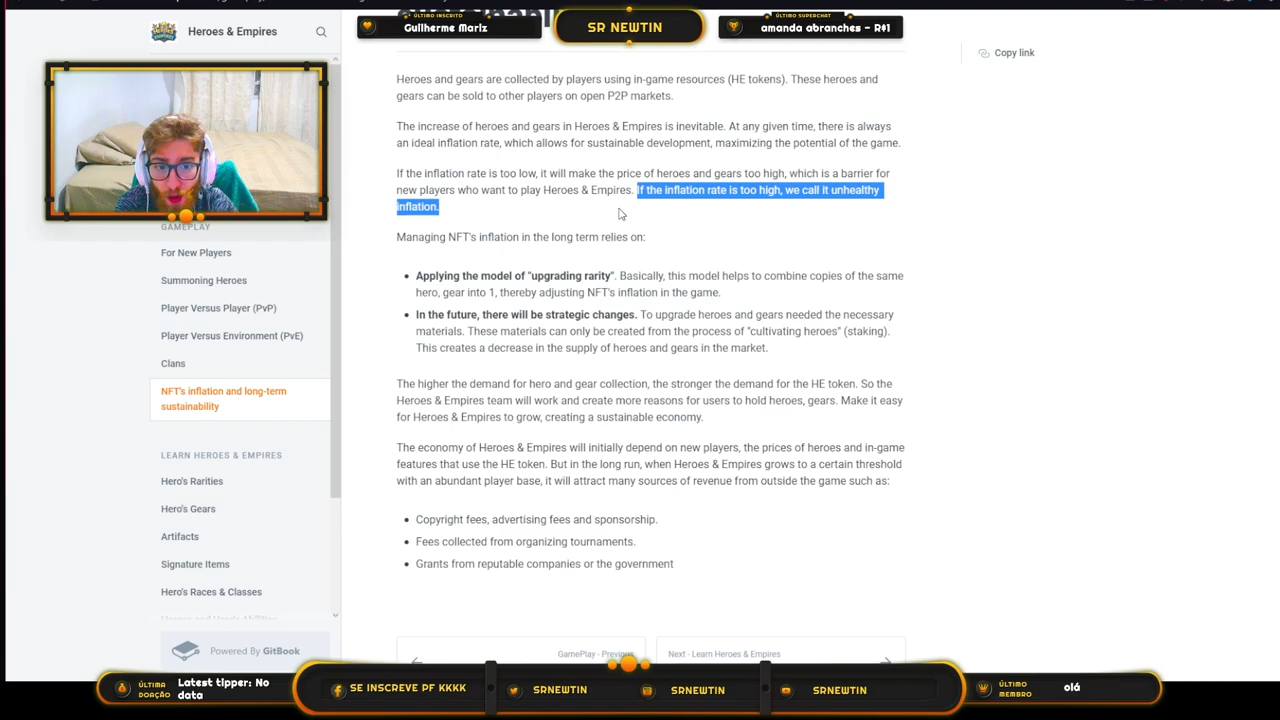 Heroes & Empires
ÚLTIMO INSCRITO
Guilherme Mariz
SR NEWTIN
ÚLTIMO SUPERCHAT
amanda abranches - R$1
Copy link
Heroes and gears are collected by players using in-game resources (HE tokens). These heroes and
gears can be sold to other players on open P2P markets.
The increase of heroes and gears in Heroes & Empires is inevitable. At any given time, there is always
an ideal inflation rate, which allows for sustainable development, maximizing the potential of the game.
If the inflation rate is too low, it will make the price of heroes and gears too high, which is a barrier for
new players who want to play Heroes & Empires. If the inflation rate is too high, we call it unhealthy
inflation.
Managing NFT's inflation in the long term relies on:
• Applying the model of "upgrading rarity". Basically, this model helps to combine copies of the same
hero, gear into 1, thereby adjusting NFT's inflation in the game.
• In the future, there will be strategic changes. To upgrade heroes and gears needed the necessary
materials. These materials can only be created from the process of "cultivating heroes" (staking).
This creates a decrease in the supply of heroes and gears in the market.
The higher the demand for hero and gear collection, the stronger the demand for the HE token. So the
Heroes & Empires team will work and create more reasons for users to hold heroes, gears. Make it easy
for Heroes & Empires to grow, creating a sustainable economy.
The economy of Heroes & Empires will initially depend on new players, the prices of heroes and in-game
features that use the HE token. But in the long run, when Heroes & Empires grows to a certain threshold
with an abundant player base, it will attract many sources of revenue from outside the game such as:
• Copyright fees, advertising fees and sponsorship.
• Fees collected from organizing tournaments.
• Grants from reputable companies or the government
GamePlay - Previous
Next - Learn Heroes & Empires
GAMEPLAY
For New Players
Summoning Heroes
Player Versus Player (PvP)
Player Versus Environment (PvE)
Clans
NFT's inflation and long-term
sustainability
LEARN HEROES & EMPIRES
Hero's Rarities
Hero's Gears
Artifacts
Signature Items
Hero's Races & Classes
Powered By GitBook
ÚLTIMA
DOAÇÃO
Latest tipper: No
data
SE INSCREVE PF KKKK
SRNEWTIN
SRNEWTIN
SRNEWTIN
ÚLTIMO
MEMBRO
olá